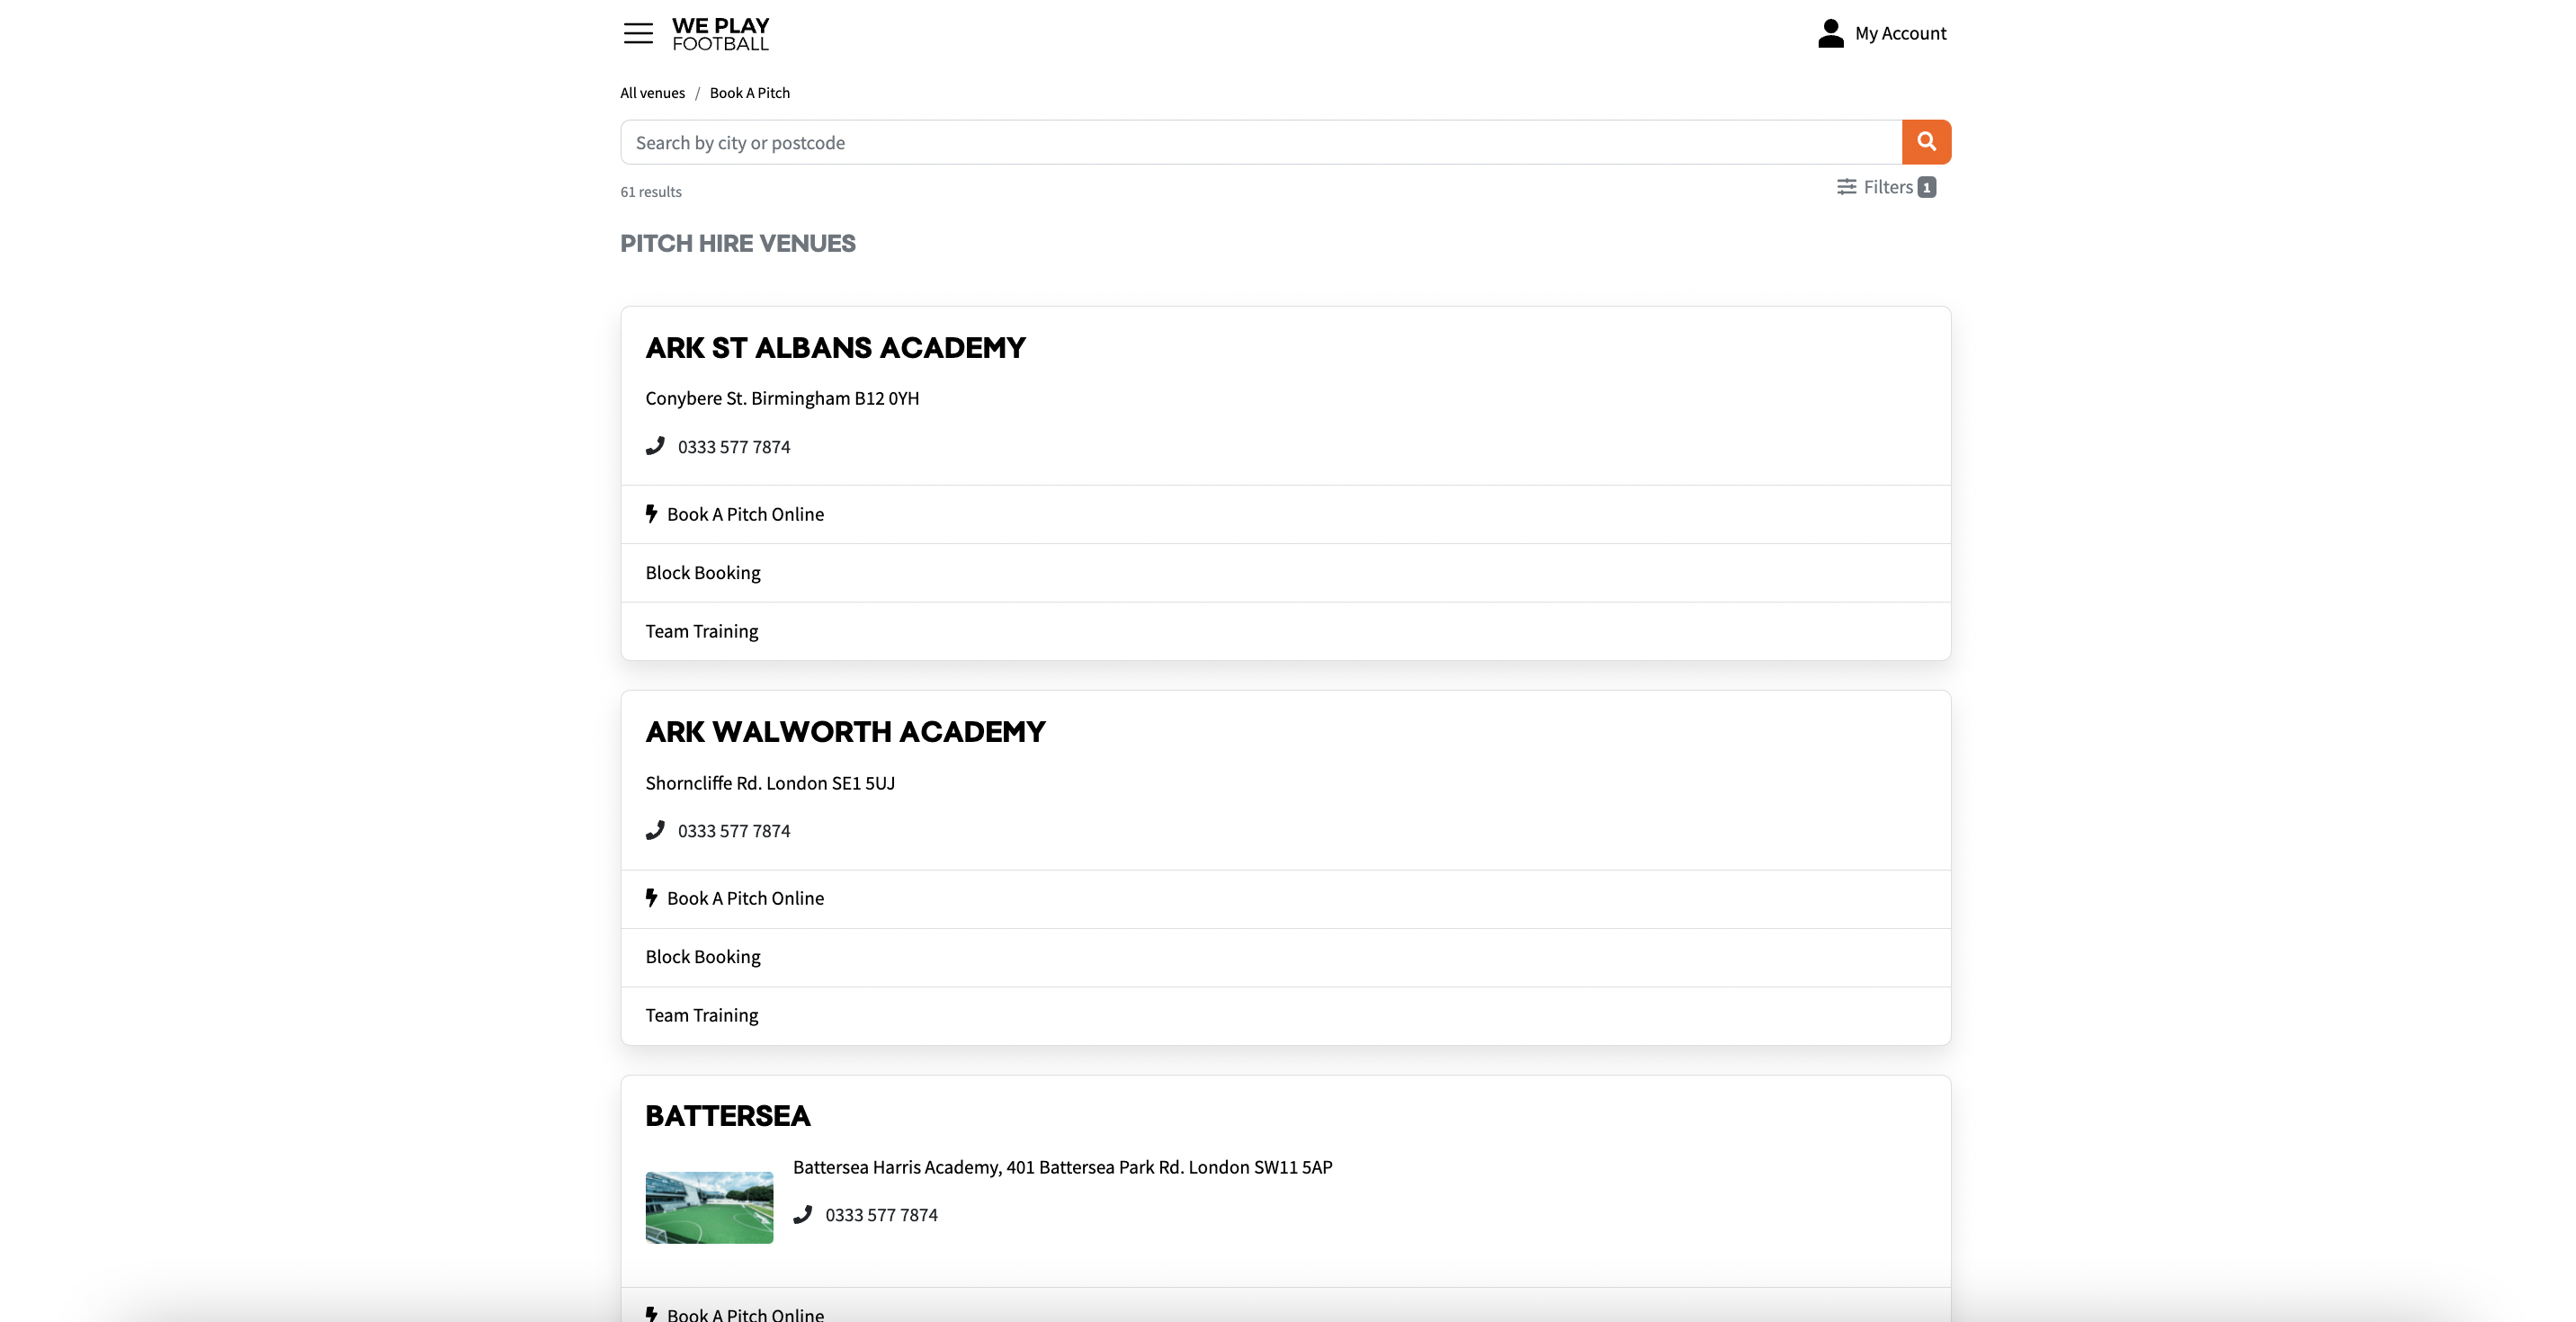 WE PLAY
FOOTBALL
My Account
All venues / Book A Pitch
Search by city or postcode
61 results
Filters 1
PITCH HIRE VENUES
ARK ST ALBANS ACADEMY
Conybere St. Birmingham B12 0YH
0333 577 7874
Book A Pitch Online
Block Booking
Team Training
ARK WALWORTH ACADEMY
Shorncliffe Rd. London SE1 5UJ
0333 577 7874
Book A Pitch Online
Block Booking
Team Training
BATTERSEA
Battersea Harris Academy, 401 Battersea Park Rd. London SW11 5AP
0333 577 7874
Book A Pitch Online